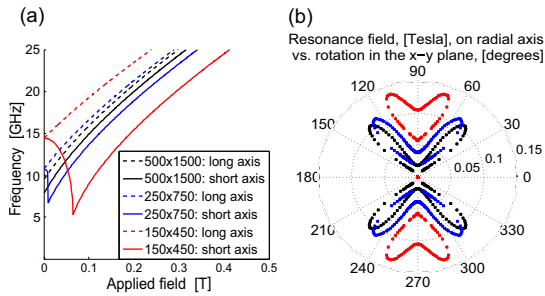 (a)
25
20
15
10
5
Frequency [GHz]
0
0.1
0.2
0.3
0.4
0.5
Applied field [T]
500x1500: long axis
500x1500: short axis
250x750: long axis
250x750: short axis
150x450: long axis
150x450: short axis
(b)
Resonance field, [Tesla], on radial axis
vs. rotation in the x−y plane, [degrees]
90
120
60
150
30
0.15
0.1
0.05
180
0
210
330
240
300
270